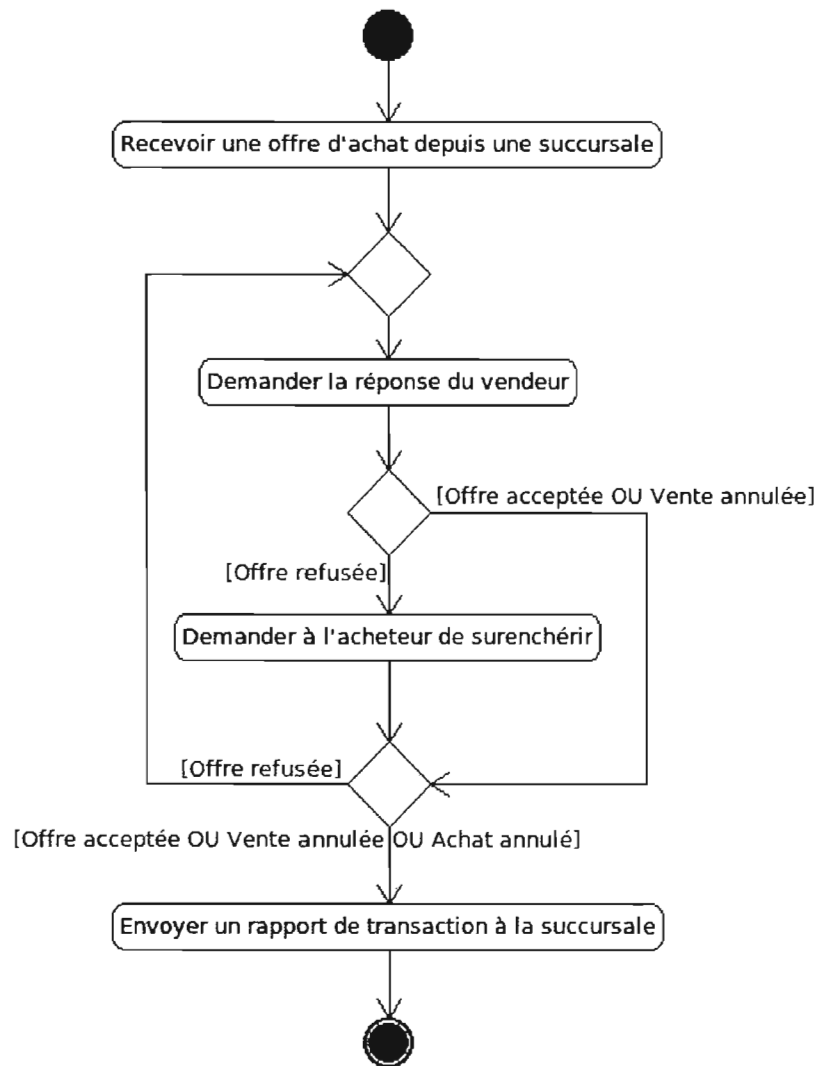 Recevoir une offre d'achat depuis une succursale
Demander la réponse du vendeur
[Offre acceptée OU Vente annulée]
[Offre refusée]
Demander à l'acheteur de surenchérir
[Offre refusée]
[Offre acceptée OU Vente annulée OU Achat annulé]
Envoyer un rapport de transaction à la succursale